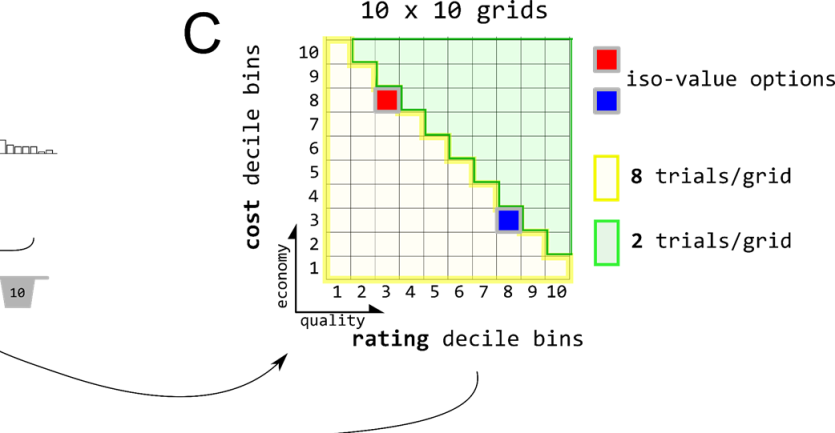 C
10 x 10 grids
cost decile bins
10
9
8
7
6
5
4
3
2
1
1 2 3 4 5 6 7 8 9 10
economy
quality
rating decile bins
iso-value options
8 trials/grid
2 trials/grid
10